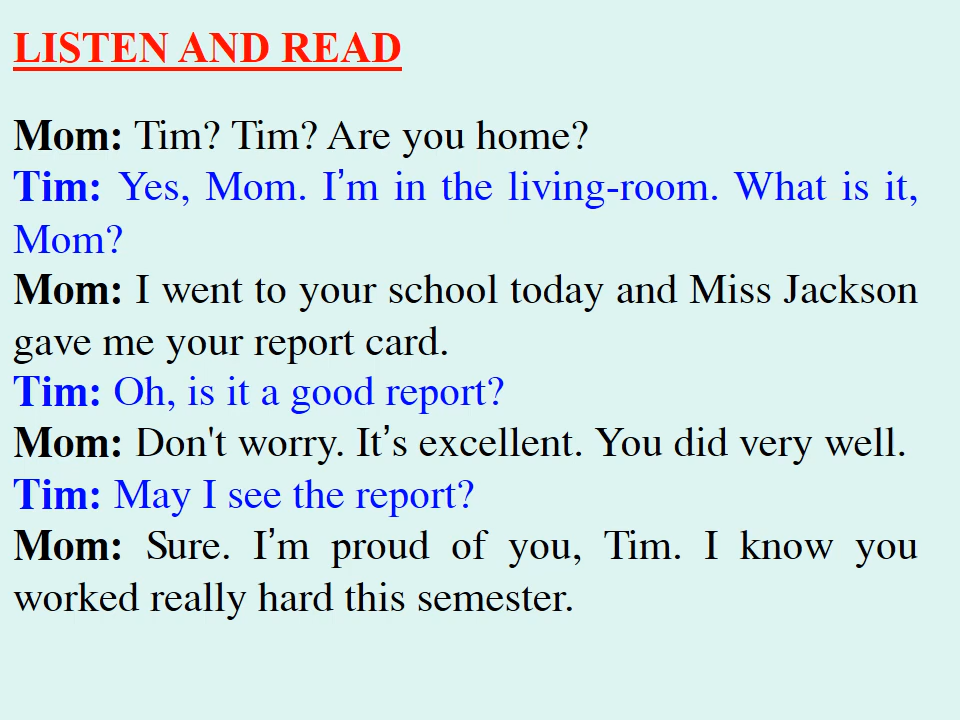 LISTEN AND READ
Mom: Tim? Tim? Are you home?
Tim: Yes, Mom. I’m in the living-room. What is it,
Mom?
Mom: I went to your school today and Miss Jackson
gave me your report card.
Tim: Oh, is it a good report?
Mom: Don't worry. It’s excellent. You did very well.
Tim: May I see the report?
Mom: Sure. I’m proud of you, Tim. I know you
worked really hard this semester.